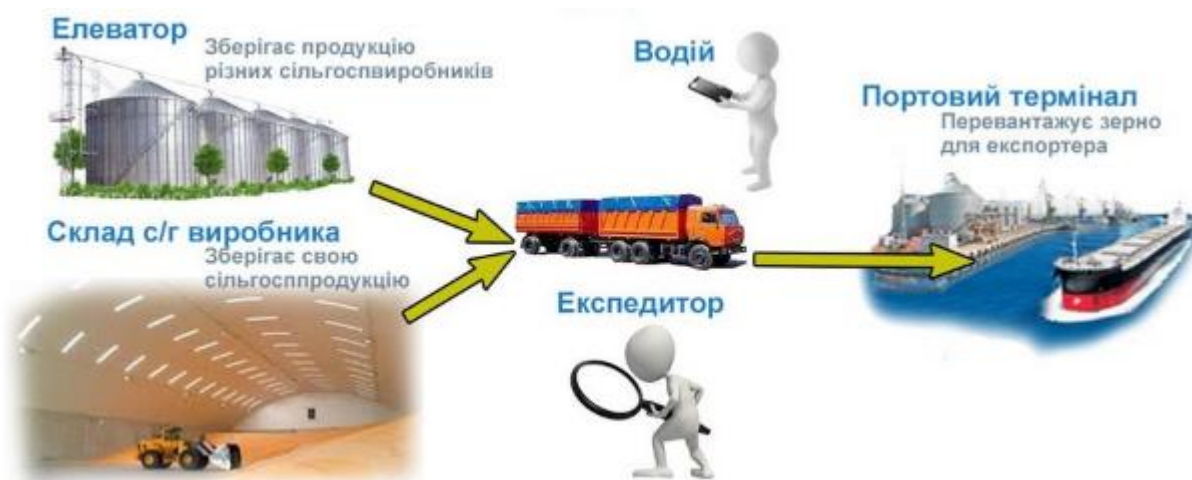 Елеватор
Зберігає продукцію
різних сільгоспвиробників
Водій
Портовий термінал
Перевантажує зерно
для експортера
Склад с/г виробника
Зберігає свою
сільгосппродукцію
Експедитор